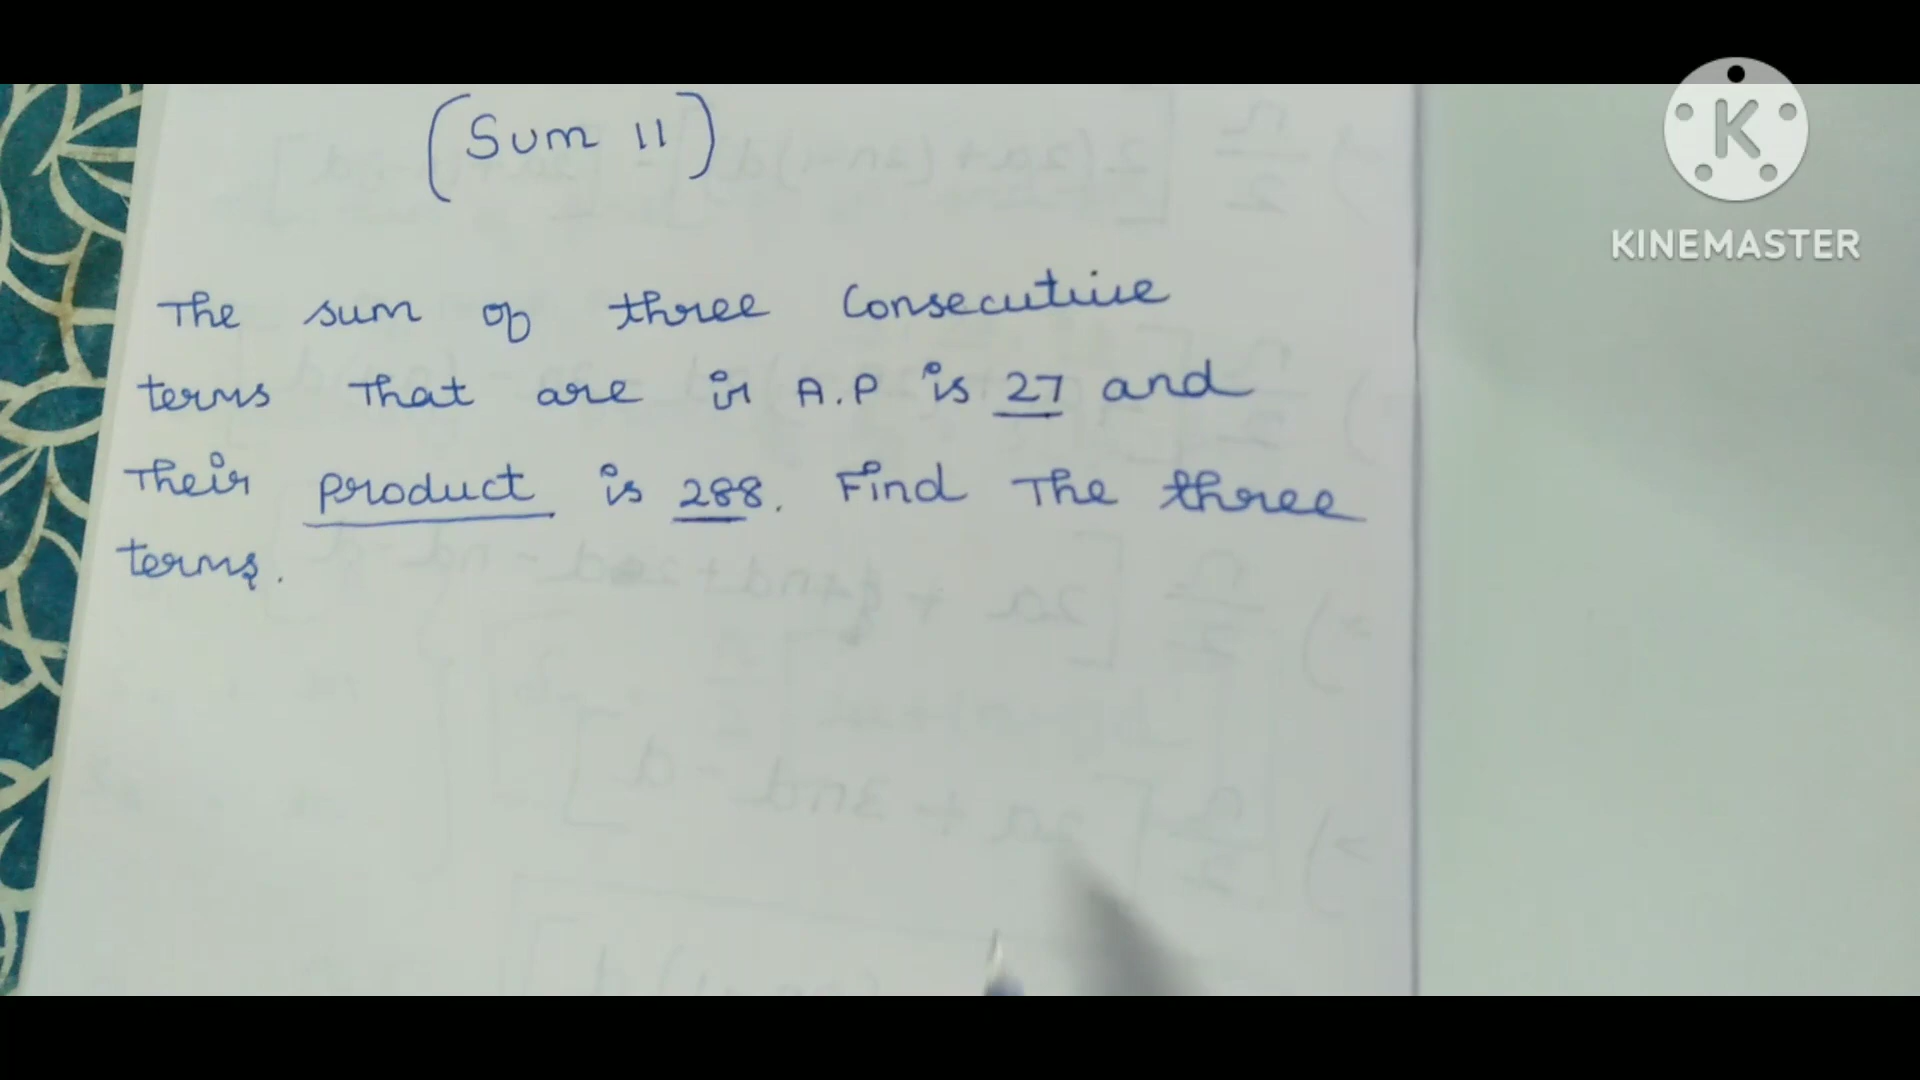 (Sum 11)
The sum of three Consecutive
terms that are in A.P is 27 and
Their product is 288. Find The three
terms.
K
KINEMASTER